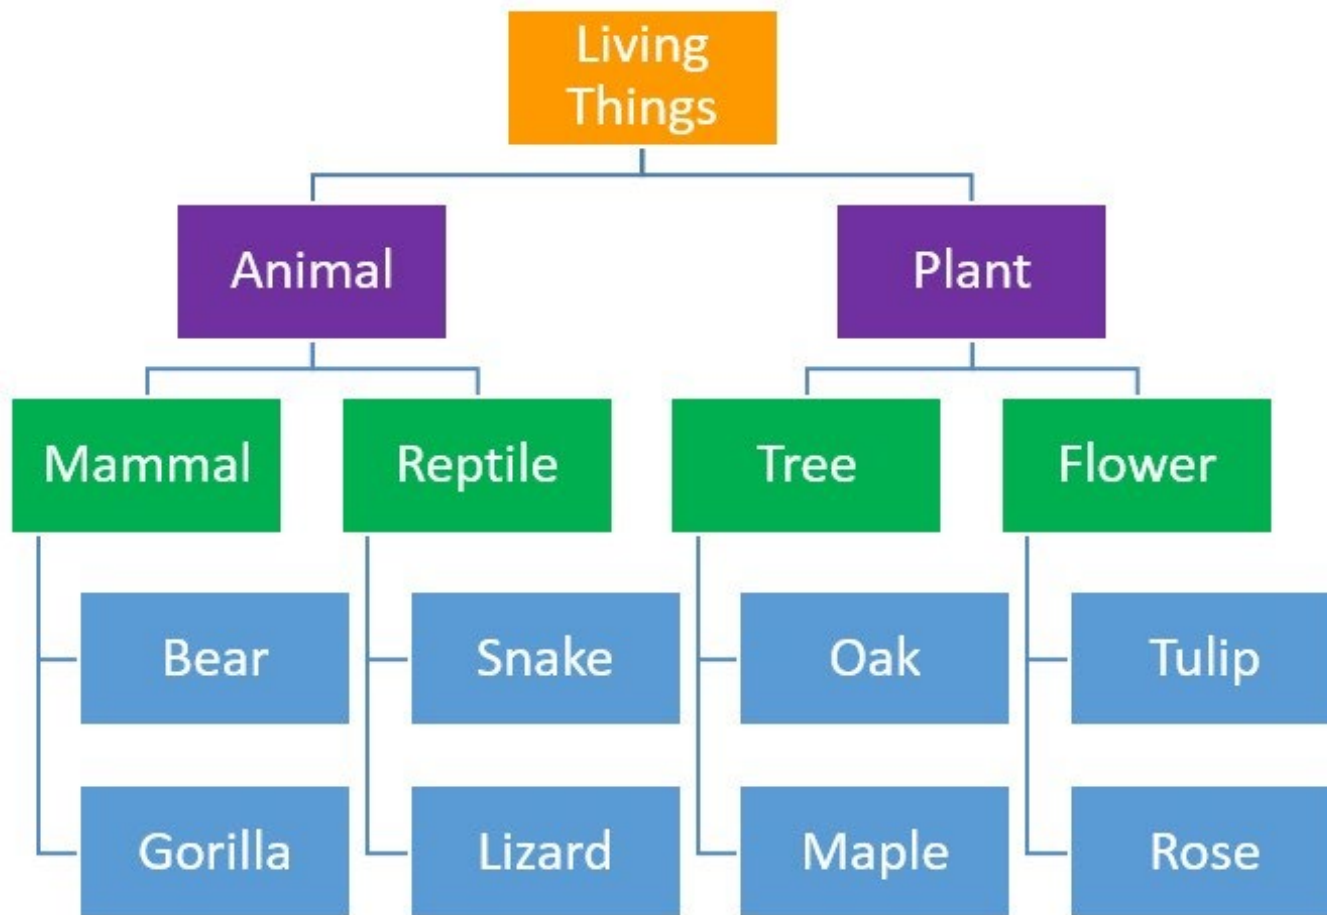 Living
Things
Animal
Plant
Mammal
Reptile
Tree
Flower
Bear
Snake
Oak
Tulip
Gorilla
Lizard
Maple
Rose